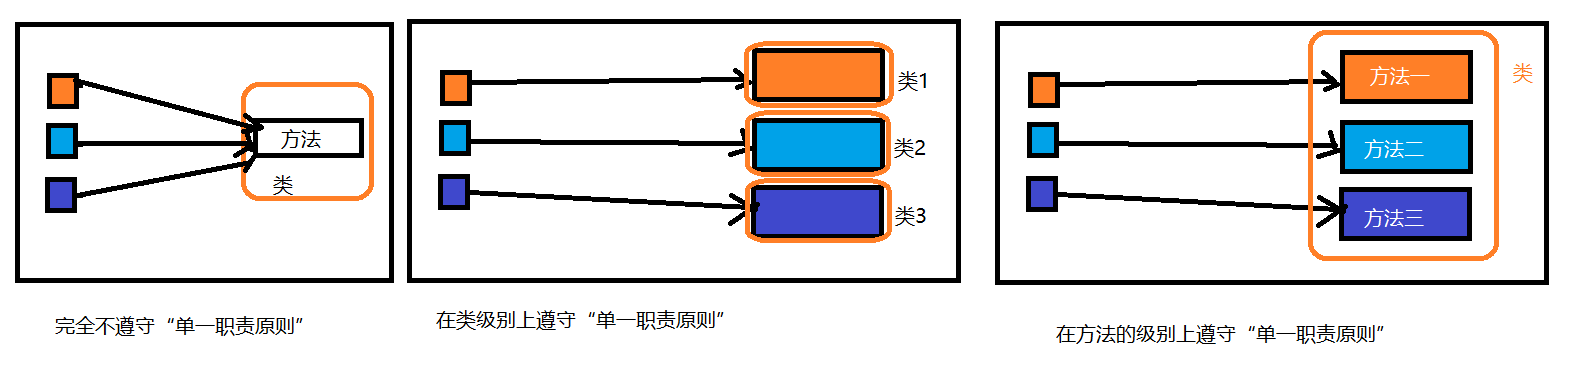 方法
类
完全不遵守“单一职责原则”
类1
类2
类3
在类级别上遵守“单一职责原则”
方法一
方法二
方法三
类
在方法的级别上遵守“单一职责原则”